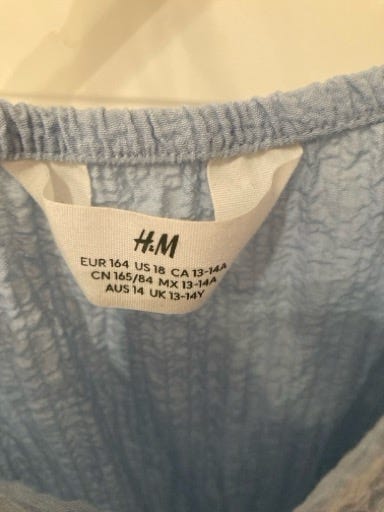 H&M
EUR 164 US 18 CA 13-14A
CN 165/84 MX 13-14A
AUS 14 UK 13-14Y